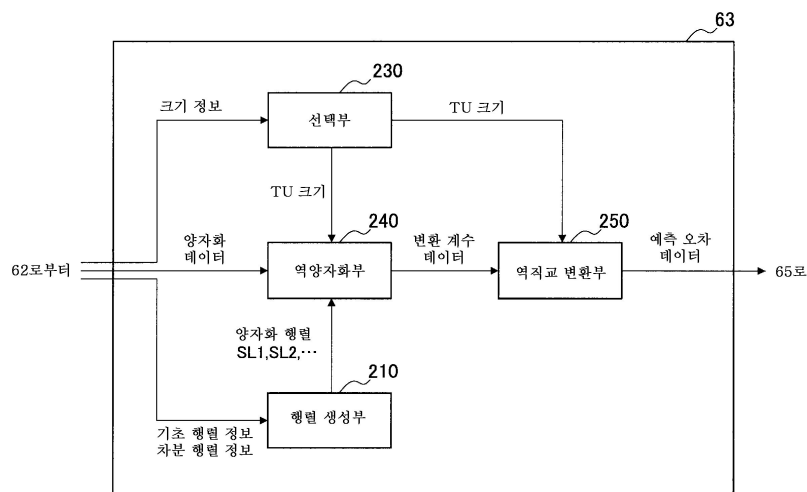 63
230
크기 정보
선택부
TU 크기
TU 크기
양자화
데이터
240
역양자화부
변환 계수
데이터
250
역직교 변환부
예측 오차
데이터
62로부터
65로
양자화 행렬
SL1,SL2,···
210
행렬 생성부
기초 행렬 정보
차분 행렬 정보